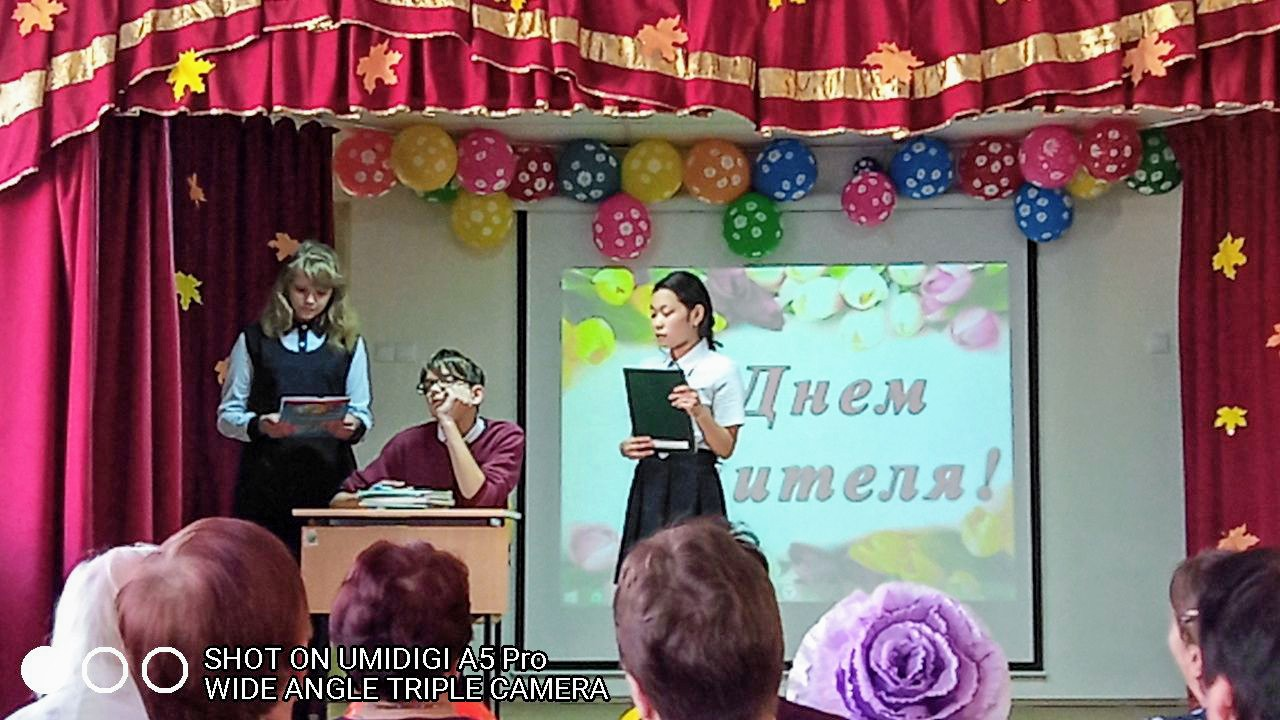 Днем
ителя!
SHOT ON UMIDIGI A5 Pro
WIDE ANGLE TRIPLE CAMERA